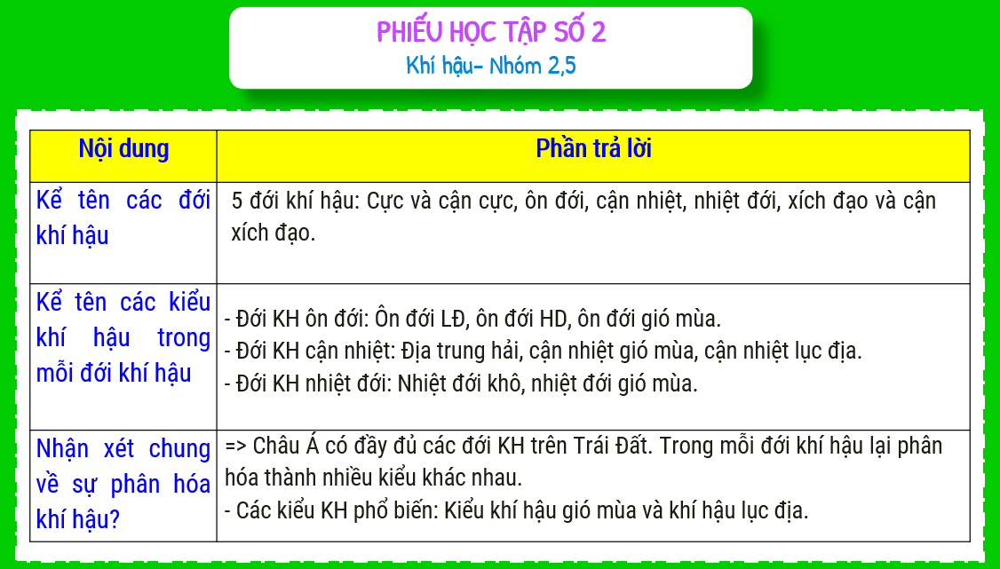 PHIẾU HỌC TẬP SỐ 2
Khí hậu- Nhóm 2,5
Nội dung
Phần trả lời
Kể tên các đới
khí hậu
5 đới khí hậu: Cực và cận cực, ôn đới, cận nhiệt, nhiệt đới, xích đạo và cận
xích đạo.
Kể tên các kiểu
khí hậu trong
mỗi đới khí hậu
- Đới KH ôn đới: Ôn đới LĐ, ôn đới HD, ôn đới gió mùa.
- Đới KH cận nhiệt: Địa trung hải, cận nhiệt gió mùa, cận nhiệt lục địa.
- Đới KH nhiệt đới: Nhiệt đới khô, nhiệt đới gió mùa.
Nhận xét chung
về sự phân hóa
khí hậu?
=> Châu Á có đầy đủ các đới KH trên Trái Đất. Trong mỗi đới khí hậu lại phân
hóa thành nhiều kiểu khác nhau.
- Các kiểu KH phổ biến: Kiểu khí hậu gió mùa và khí hậu lục địa.